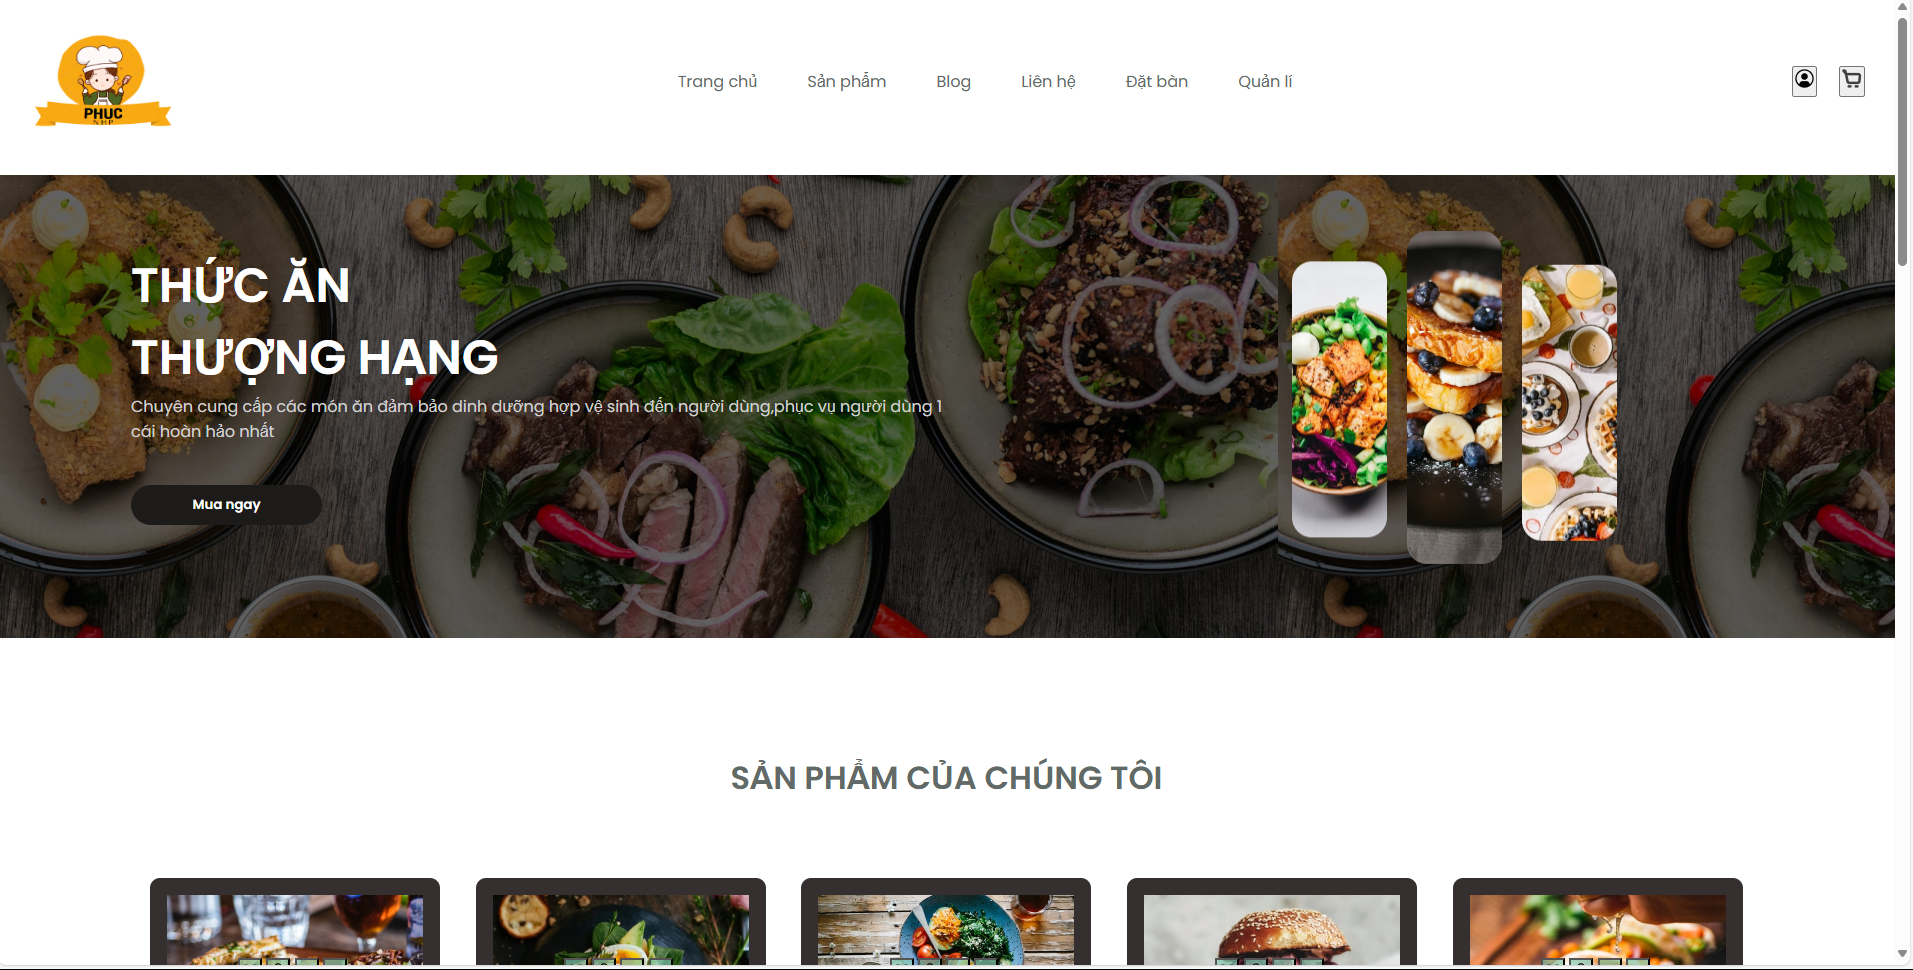 PHUC
NHP
Trang chủ
Sản phẩm
Blog
Liên hệ
Đặt bàn
Quản lí
THỨC ĂN
THƯỢNG HẠNG
Chuyên cung cấp các món ăn đảm bảo dinh dưỡng hợp vệ sinh đến người dùng,phục vụ người dùng 1
cái hoàn hảo nhất
Mua ngay
SẢN PHẨM CỦA CHÚNG TÔI